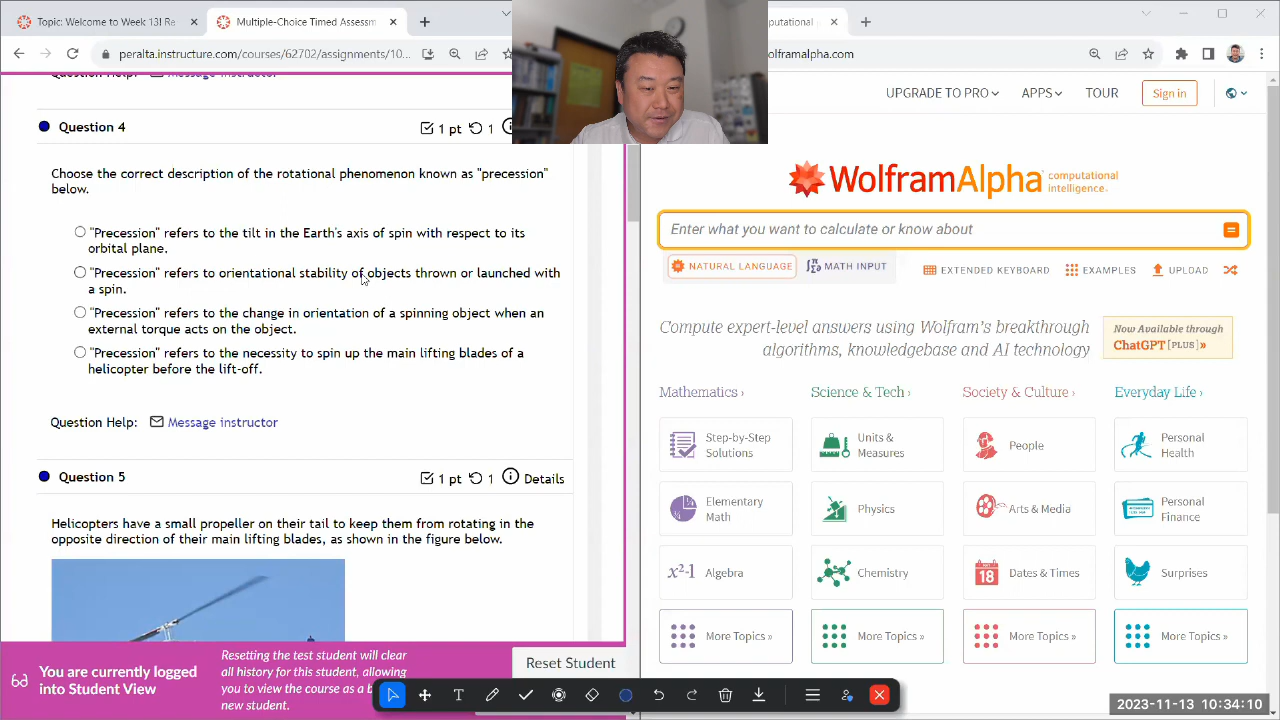 Topic: Welcome to Week 13! Re
Multiple-Choice Timed Assessm
putational
peralta.instructure.com/courses/62702/assignments/10...
olframalpha.com
Message instructor
UPGRADE TO PRO
APPS
TOUR
Sign in
Question 4
1 pt
1
Choose the correct description of the rotational phenomenon known as "precession"
below.
"Precession" refers to the tilt in the Earth's axis of spin with respect to its
orbital plane.
"Precession" refers to orientational stability of objects thrown or launched with
a spin.
"Precession" refers to the change in orientation of a spinning object when an
external torque acts on the object.
"Precession" refers to the necessity to spin up the main lifting blades of a
helicopter before the lift-off.
Question Help:
Message instructor
Question 5
1 pt
1
Details
Helicopters have a small propeller on their tail to keep them from rotating in the
opposite direction of their main lifting blades, as shown in the figure below.
You are currently logged
into Student View
Resetting the test student will clear
all history for this student, allowing
you to view the course as a b
new student.
Reset Student
WolframAlpha
computational
intelligence.
Enter what you want to calculate or know about
NATURAL LANGUAGE
MATH INPUT
EXTENDED KEYBOARD
EXAMPLES
UPLOAD
Compute expert-level answers using Wolfram's breakthrough
algorithms, knowledgebase and AI technology
Now Available through
ChatGPT [PLUS] »
Mathematics ›
Science & Tech ›
Society & Culture ›
Everyday Life ›
Step-by-Step
Solutions
Units &
Measures
People
Personal
Health
Elementary
Math
Physics
Arts & Media
Personal
Finance
x²-1
Algebra
Chemistry
18
Dates & Times
Surprises
More Topics »
More Topics »
More Topics »
More Topics »
2023-11-13 10:34:10